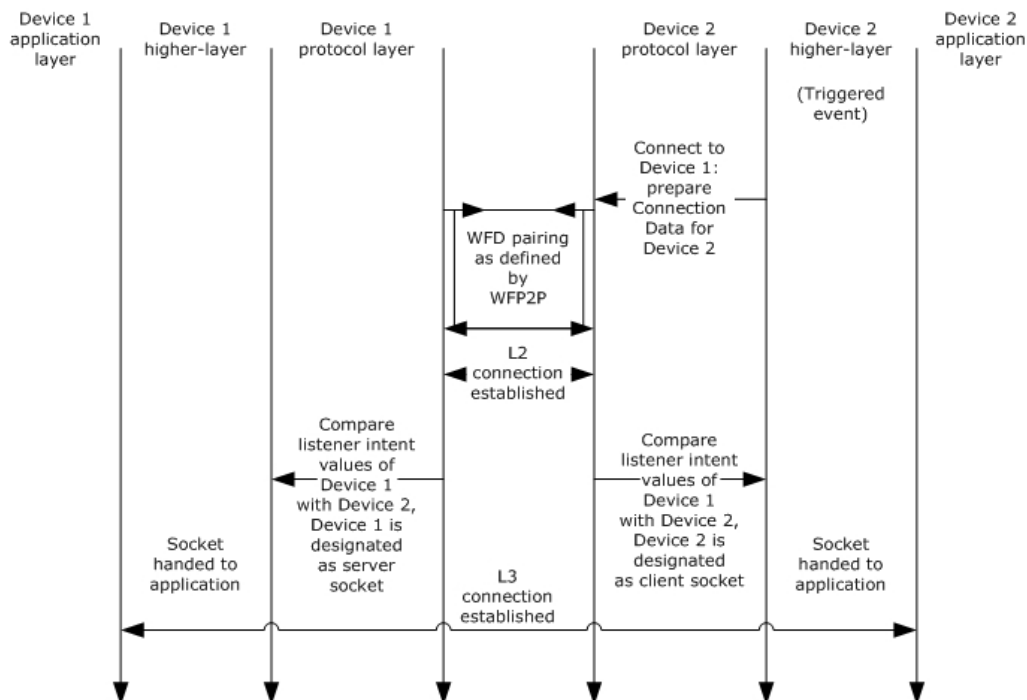 Device 1
application
layer
Device 1
higher-layer
Device 1
protocol layer
Device 2
protocol layer
Device 2
higher-layer
Device 2
application
layer
(Triggered
event)
Connect to
Device 1:
prepare
Connection
Data for
Device 2
WFD pairing
as defined
by
WFP2P
L2
connection
established
Compare
listener intent
values of
Device 1
with Device 2,
Device 1 is
designated
as server
socket
Compare
listener intent
values of
Device 1
with Device 2,
Device 2 is
designated
as client socket
Socket
handed to
application
L3
connection
established
Socket
handed to
application